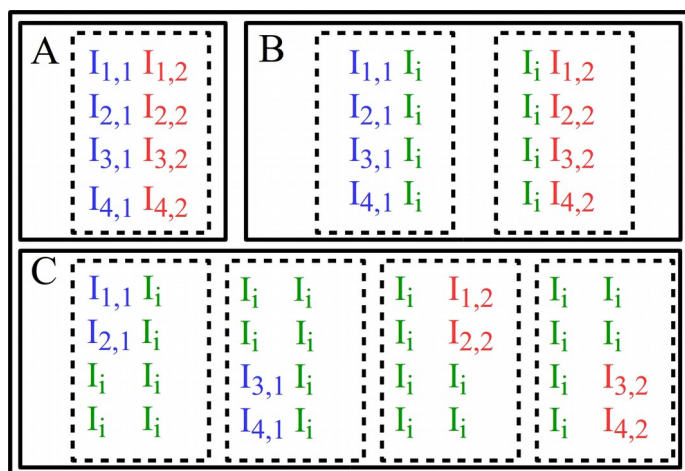 A
I1,1 I1,2
I2,1 I2,2
I3,1 I3,2
I4,1 I4,2
B
I1,1 Ii
I2,1 Ii
I3,1 Ii
I4,1 Ii
Ii I1,2
Ii I2,2
Ii I3,2
Ii I4,2
C
I1,1 Ii
I2,1 Ii
Ii Ii
Ii Ii
Ii Ii
Ii Ii
I3,1 Ii
I4,1 Ii
Ii I1,2
Ii I2,2
Ii Ii
Ii Ii
Ii Ii
Ii Ii
Ii I3,2
Ii I4,2